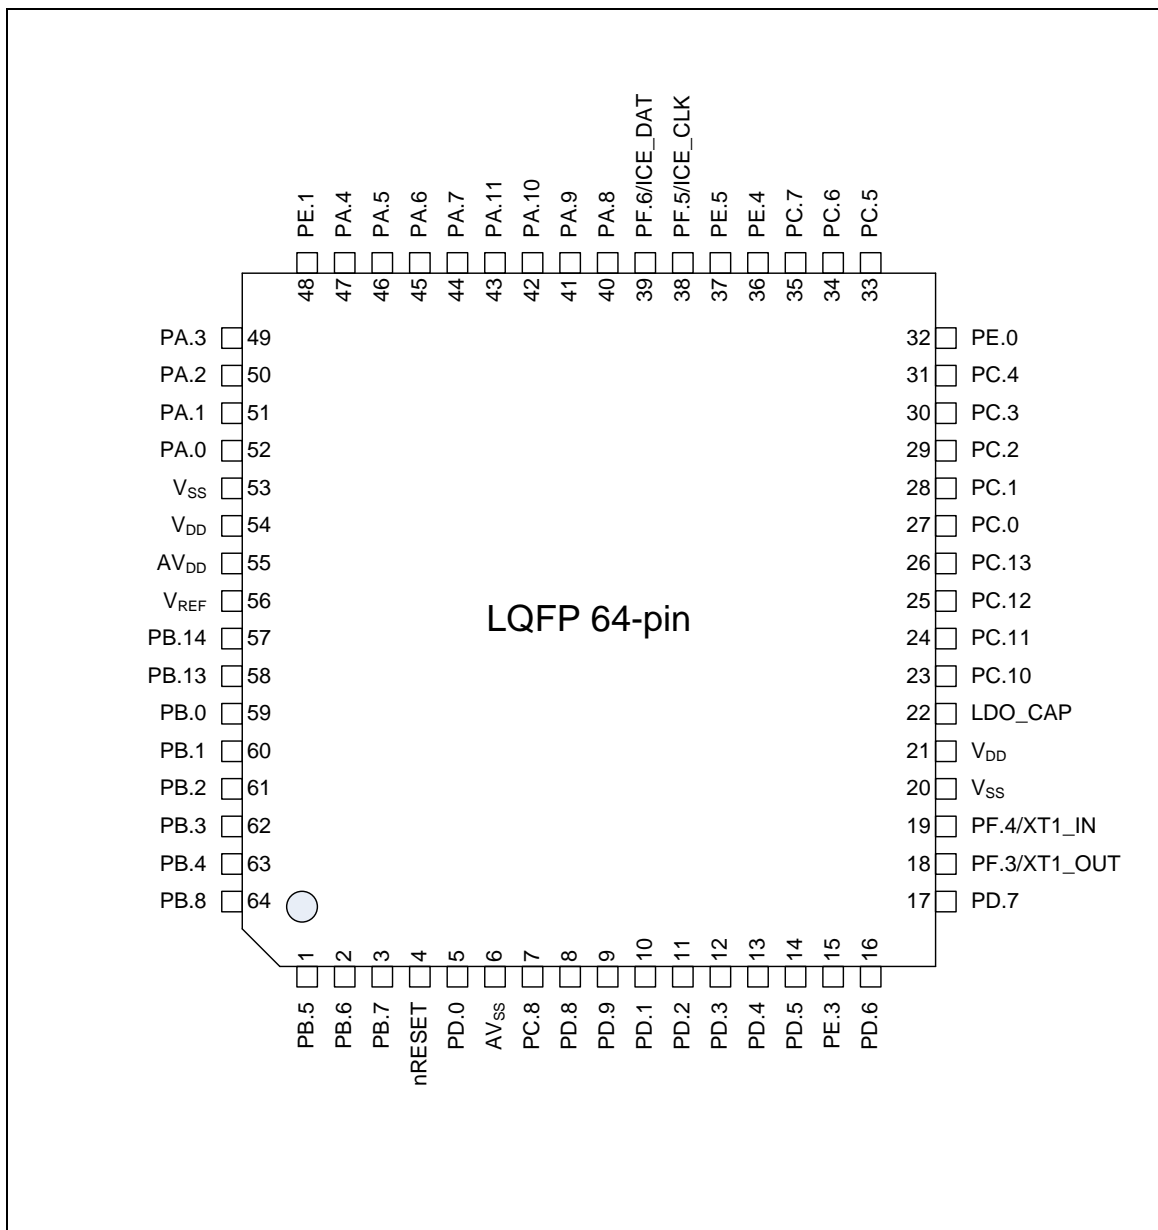 PE.1
PA.4
PA.5
PA.6
PA.7
PA.11
PA.10
PA.9
PA.8
PF.6/ICE_DAT
PF.5/ICE_CLK
PE.5
PE.4
PC.7
PC.6
PC.5
48
47
46
45
44
43
42
41
40
39
38
37
36
35
34
33
PA.3 49
PA.2 50
PA.1 51
PA.0 52
VSS 53
VDD 54
AVDD 55
VREF 56
PB.14 57
PB.13 58
PB.0 59
PB.1 60
PB.2 61
PB.3 62
PB.4 63
PB.8 64
LQFP 64-pin
32 PE.0
31 PC.4
30 PC.3
29 PC.2
28 PC.1
27 PC.0
26 PC.13
25 PC.12
24 PC.11
23 PC.10
22 LDO_CAP
21 VDD
20 VSS
19 PF.4/XT1_IN
18 PF.3/XT1_OUT
17 PD.7
1
2
3
4
5
6
7
8
9
10
11
12
13
14
15
16
PB.5
PB.6
PB.7
nRESET
PD.0
AVSS
PC.8
PD.8
PD.9
PD.1
PD.2
PD.3
PD.4
PD.5
PE.3
PD.6